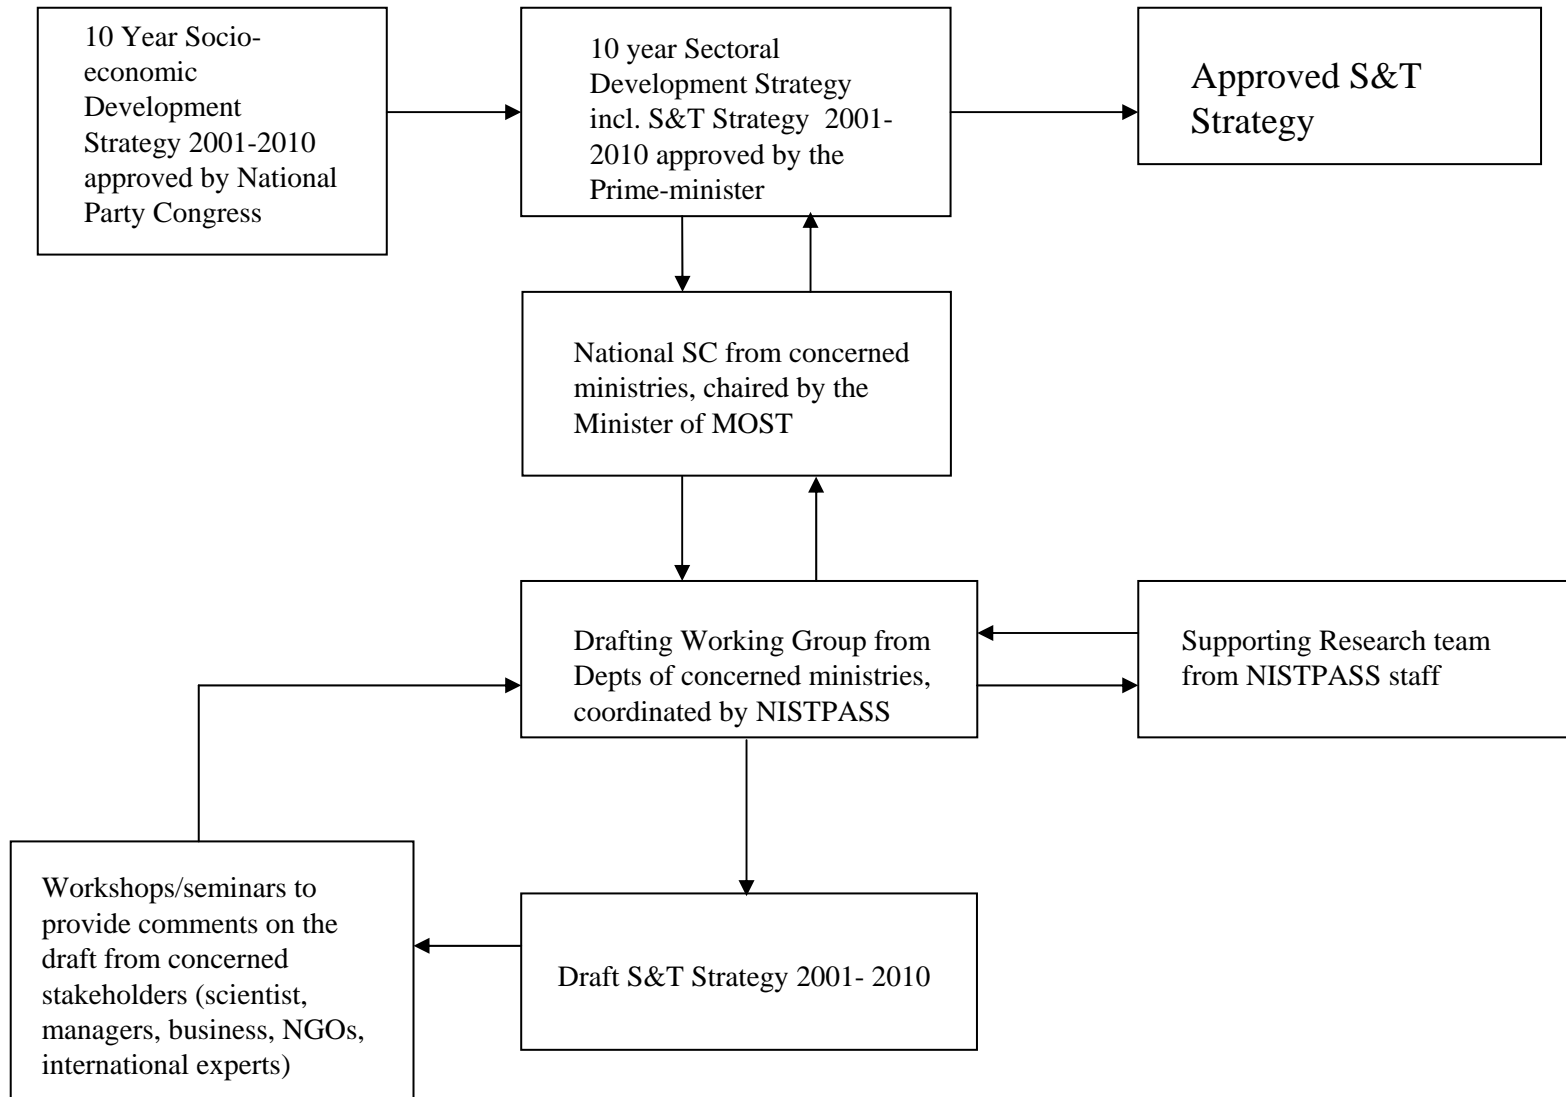 10 Year Socio-
economic
Development
Strategy 2001-2010
approved by National
Party Congress
10 year Sectoral
Development Strategy
incl. S&T Strategy 2001-
2010 approved by the
Prime-minister
Approved S&T
Strategy
National SC from concerned
ministries, chaired by the
Minister of MOST
Drafting Working Group from
Depts of concerned ministries,
coordinated by NISTPASS
Supporting Research team
from NISTPASS staff
Workshops/seminars to
provide comments on the
draft from concerned
stakeholders (scientist,
managers, business, NGOs,
international experts)
Draft S&T Strategy 2001- 2010